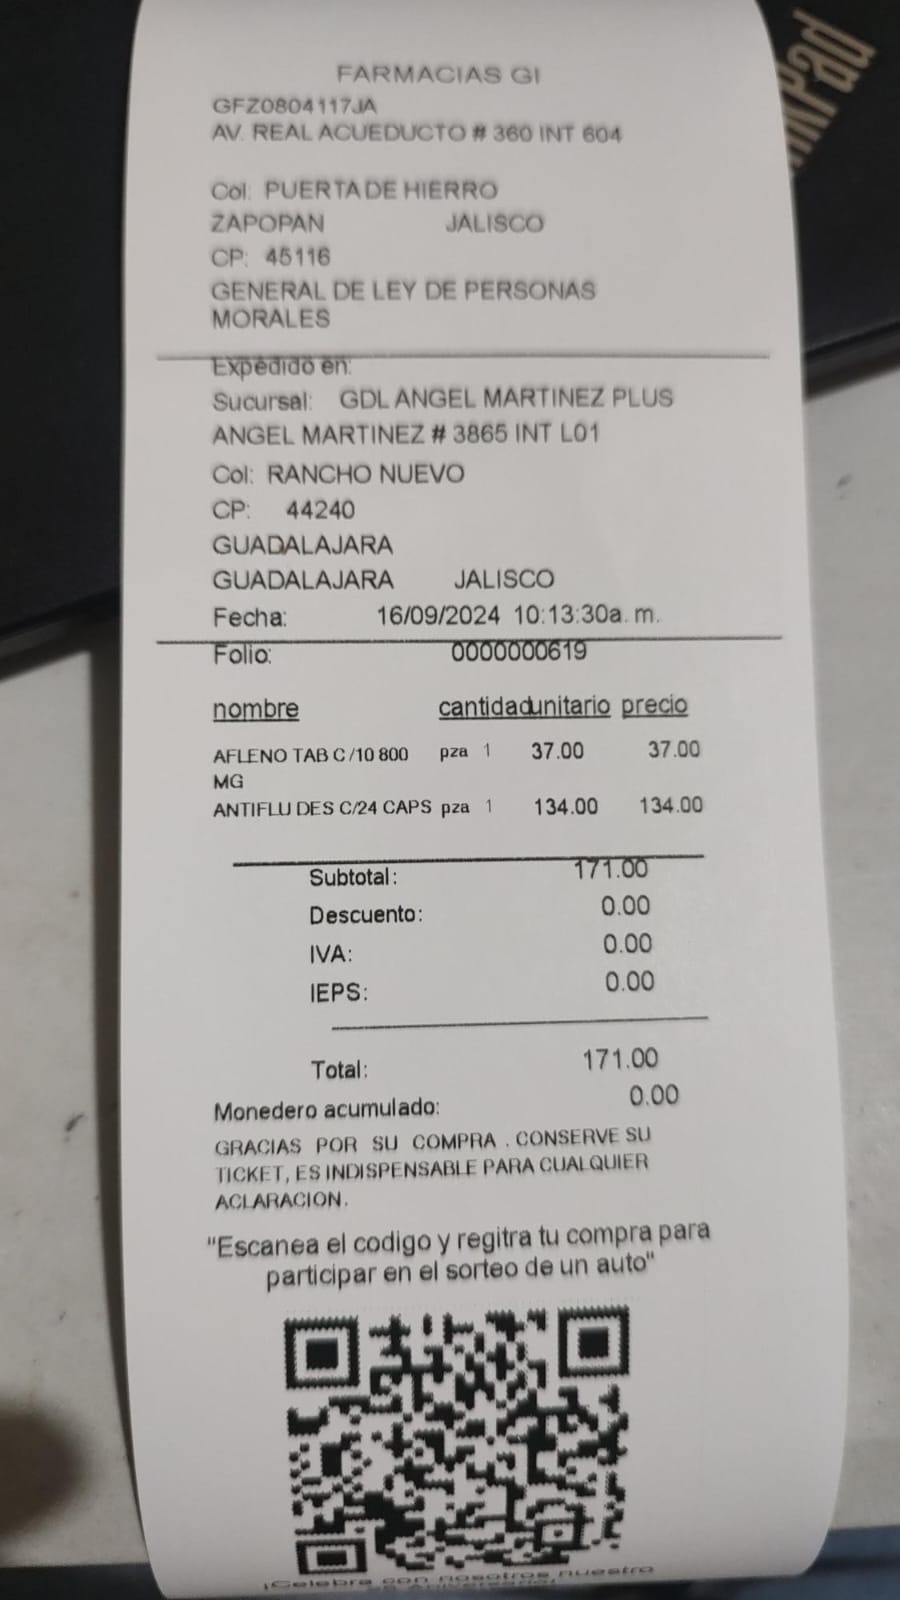 FARMACIAS GI
GFZ0804117JA
AV. REAL ACUEDUCTO # 360 INT 604
Col: PUERTA DE HIERRO
ZAPOPAN JALISCO
CP: 45116
GENERAL DE LEY DE PERSONAS
MORALES
Expedido en:
Sucursal: GDL ANGEL MARTINEZ PLUS
ANGEL MARTINEZ # 3865 INT L01
Col: RANCHO NUEVO
CP: 44240
GUADALAJARA
GUADALAJARA JALISCO
Fecha: 16/09/2024 10:13:30a. m.
Folio: 0000000619
nombre cantidad unitario precio
AFLENO TAB C/10 800 pza 1 37.00 37.00
MG
ANTIFLU DES C/24 CAPS pza 1 134.00 134.00
Subtotal: 171.00
Descuento: 0.00
IVA: 0.00
IEPS: 0.00
Total: 171.00
Monedero acumulado: 0.00
GRACIAS POR SU COMPRA . CONSERVE SU
TICKET, ES INDISPENSABLE PARA CUALQUIER
ACLARACION.
"Escanea el codigo y regitra tu compra para
participar en el sorteo de un auto"
¡Celebra con nosotros nuestro